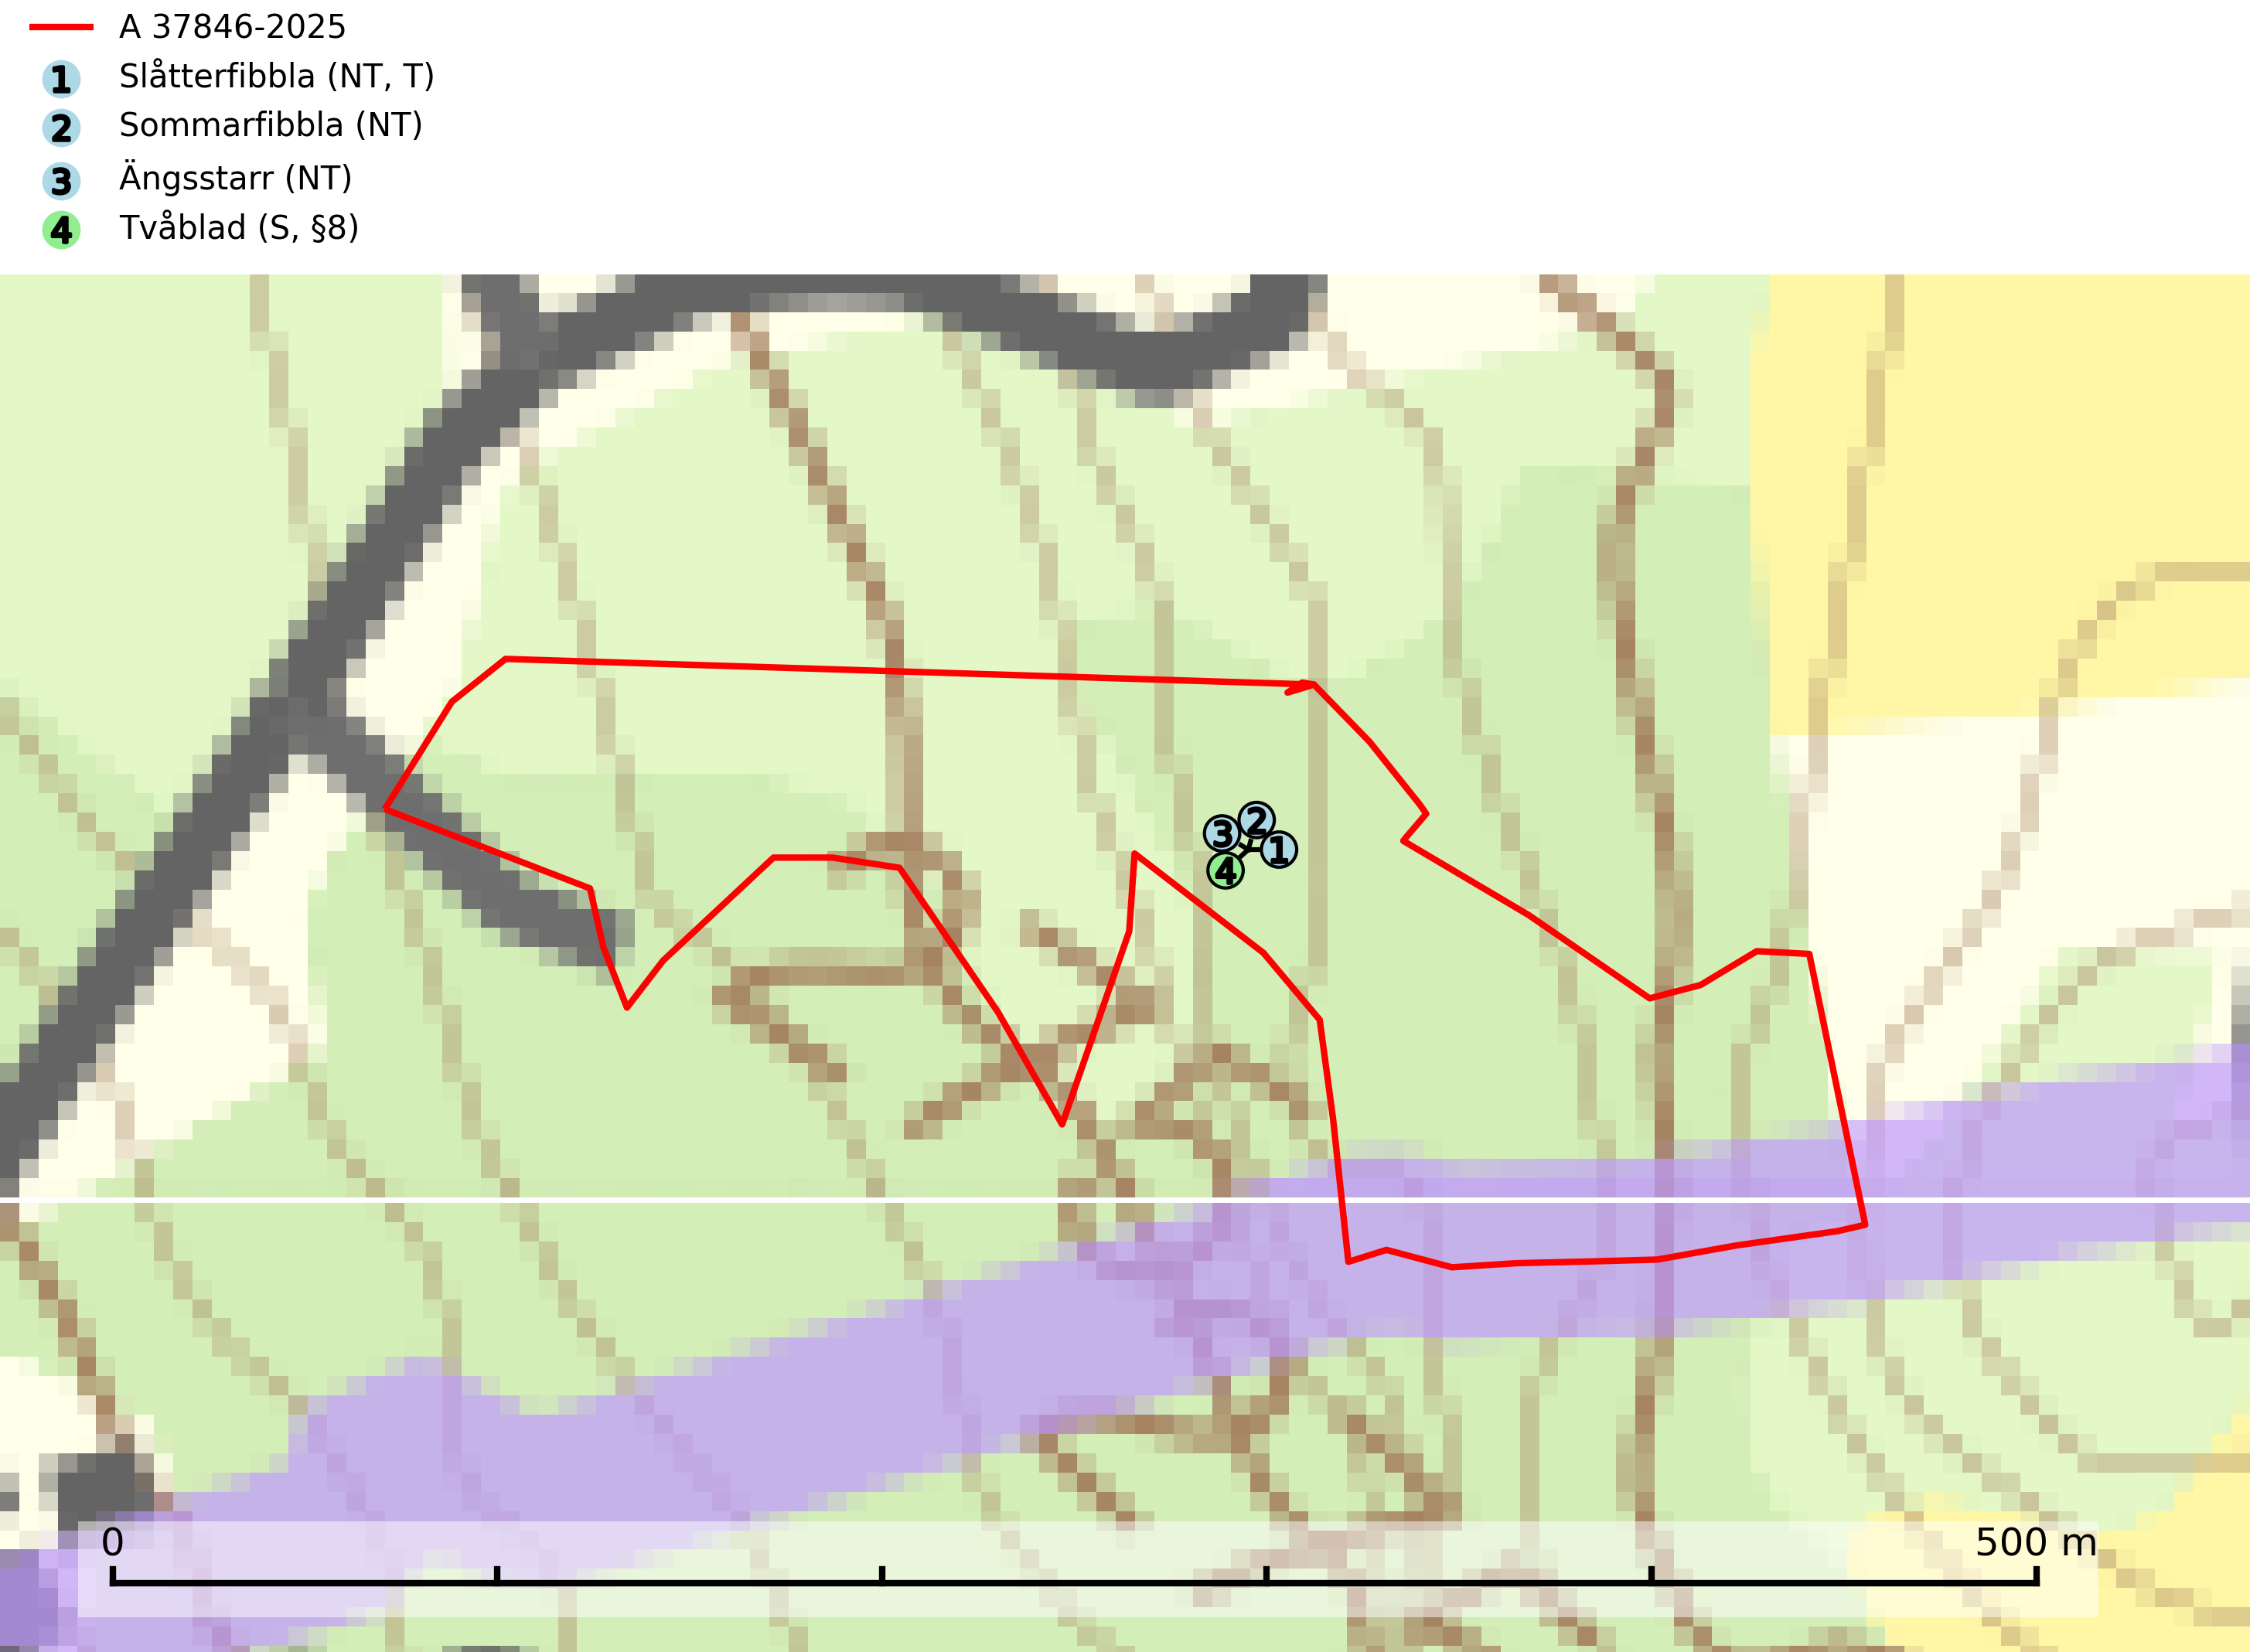 A 37846-2025
1 Slåtterfibbla (NT, T)
2 Sommarfibbla (NT)
3 Ängsstarr (NT)
4 Tvåblad (S, §8)
2
3
1
4
0 500 m